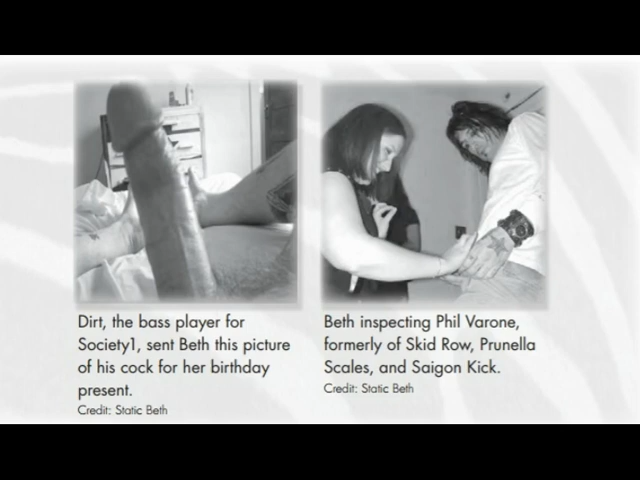 Dirt, the bass player for
Society1, sent Beth this picture
of his cock for her birthday
present.
Credit: Static Beth
Beth inspecting Phil Varone,
formerly of Skid Row, Prunella
Scales, and Saigon Kick.
Credit: Static Beth